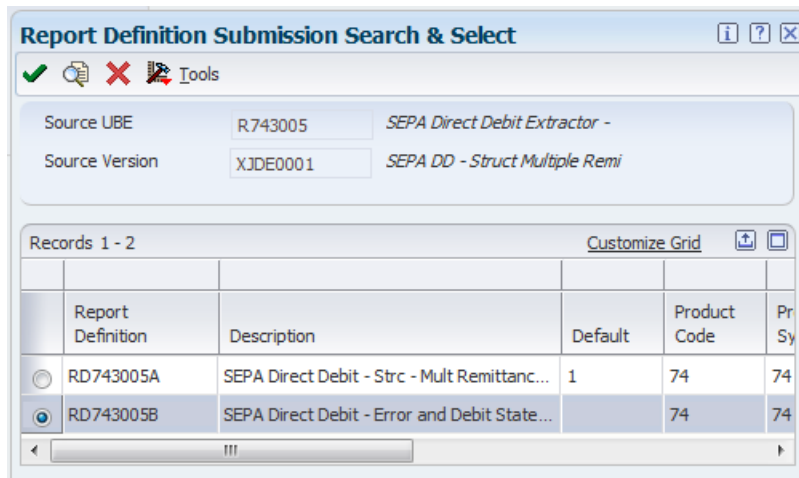 Report Definition Submission Search & Select
Tools
Source UBE R743005 SEPA Direct Debit Extractor -
Source Version XJDE0001 SEPA DD - Struct Multiple Remi
Records 1 - 2 Customize Grid
Report Definition Description Default Product Code Pr Sy
RD743005A SEPA Direct Debit - Strc - Mult Remittanc... 1 74 74
RD743005B SEPA Direct Debit - Error and Debit State... 74 74